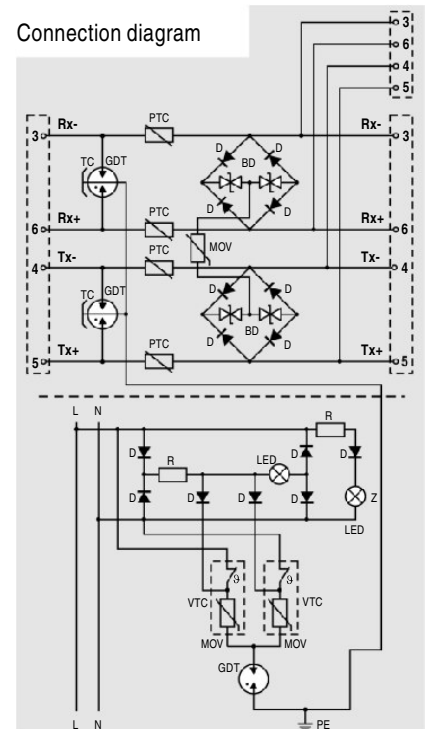 Connection diagram
3
6
4
5
3 Rx- PTC Rx- 3
TC GDT D BD D
D D
6 Rx+ PTC Rx+ 6
MOV
4 Tx- PTC Tx- 4
TC GDT D D
D BD D
5 Tx+ PTC Tx+ 5
L N
R
D R LED D D Z
D D D D LED
ϑ ϑ
VTC VTC
MOV MOV
GDT
L N PE